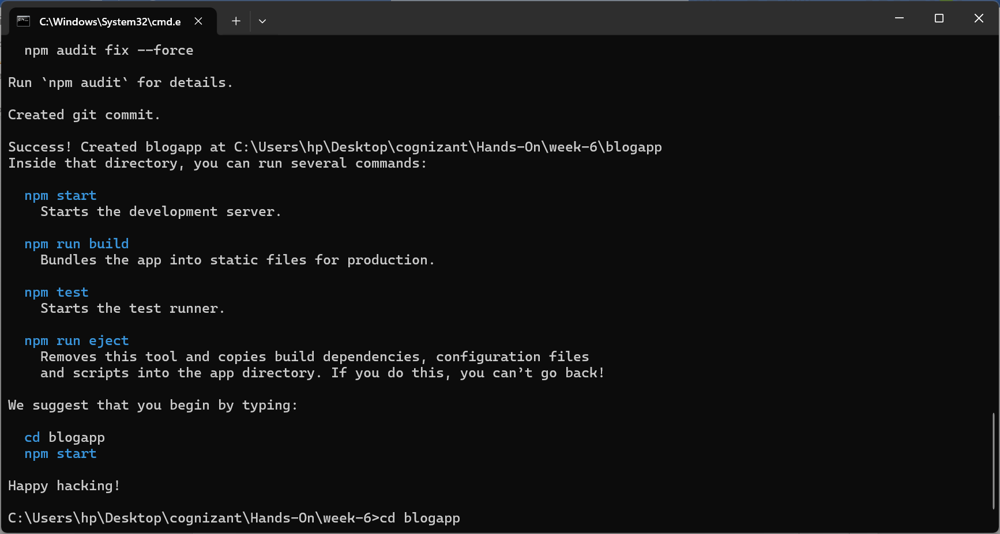 C:\Windows\System32\cmd.e
npm audit fix --force
Run `npm audit` for details.
Created git commit.
Success! Created blogapp at C:\Users\hp\Desktop\cognizant\Hands-On\week-6\blogapp
Inside that directory, you can run several commands:
npm start
Starts the development server.
npm run build
Bundles the app into static files for production.
npm test
Starts the test runner.
npm run eject
Removes this tool and copies build dependencies, configuration files
and scripts into the app directory. If you do this, you can’t go back!
We suggest that you begin by typing:
cd blogapp
npm start
Happy hacking!
C:\Users\hp\Desktop\cognizant\Hands-On\week-6>cd blogapp